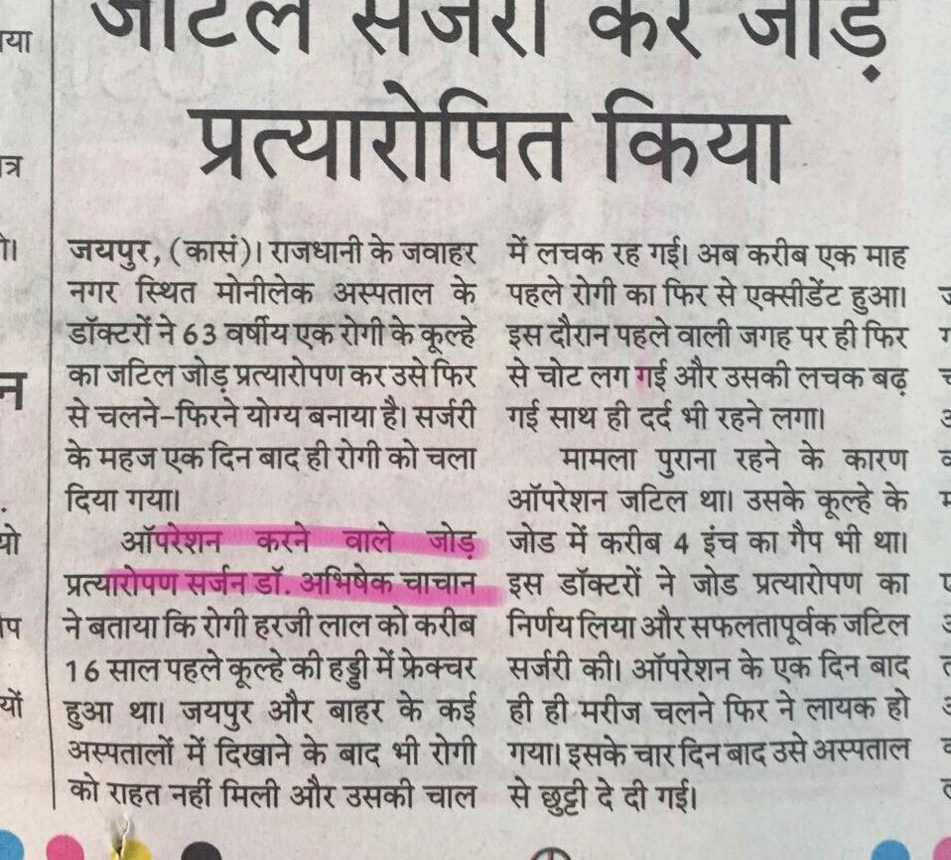 जटिल सर्जरी कर जोड़
प्रत्यारोपित किया
जयपुर, (कासं)। राजधानी के जवाहर
नगर स्थित मोनीलेक अस्पताल के
डॉक्टरों ने 63 वर्षीय एक रोगी के कूल्हे
का जटिल जोड़ प्रत्यारोपण कर उसे फिर
से चलने-फिरने योग्य बनाया है। सर्जरी
के महज एक दिन बाद ही रोगी को चला
दिया गया।
ऑपरेशन करने वाले जोड़
प्रत्यारोपण सर्जन डॉ. अभिषेक चाचान
ने बताया कि रोगी हरजी लाल को करीब
16 साल पहले कूल्हे की हड्डी में फ्रेक्चर
हुआ था। जयपुर और बाहर के कई
अस्पतालों में दिखाने के बाद भी रोगी
को राहत नहीं मिली और उसकी चाल
में लचक रह गई। अब करीब एक माह
पहले रोगी का फिर से एक्सीडेंट हुआ।
इस दौरान पहले वाली जगह पर ही फिर
से चोट लग गई और उसकी लचक बढ़
गई साथ ही दर्द भी रहने लगा।
मामला पुराना रहने के कारण
ऑपरेशन जटिल था। उसके कूल्हे के
जोड में करीब 4 इंच का गैप भी था।
इस डॉक्टरों ने जोड प्रत्यारोपण का
निर्णय लिया और सफलतापूर्वक जटिल
सर्जरी की। ऑपरेशन के एक दिन बाद
ही ही मरीज चलने फिर ने लायक हो
गया। इसके चार दिन बाद उसे अस्पताल
से छुट्टी दे दी गई।